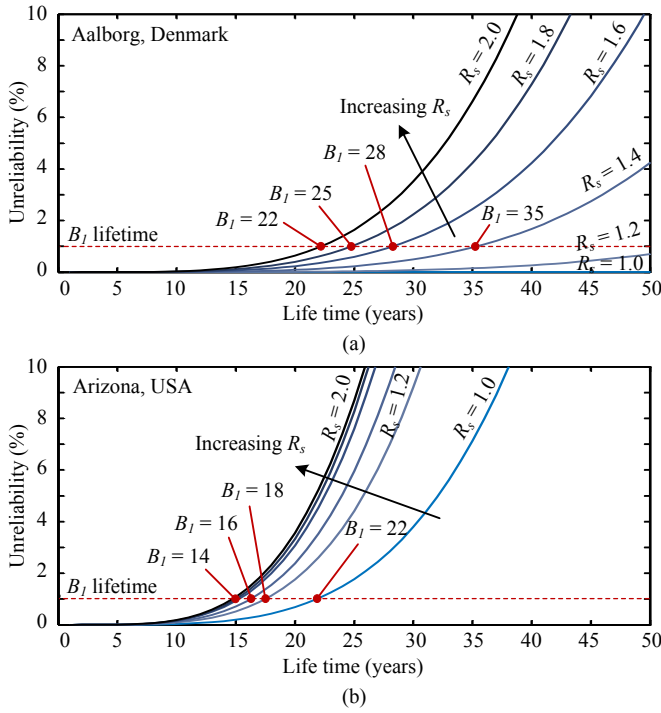 Aalborg, Denmark
Unreliability (%)
10
8
6
4
2
0
R_s = 2.0
R_s = 1.8
R_s = 1.6
R_s = 1.4
R_s = 1.2
R_s = 1.0
Increasing R_s
B_1 = 28
B_1 = 25
B_1 = 22
B_1 = 35
B_1 lifetime
0 5 10 15 20 25 30 35 40 45 50
Life time (years)
(a)
Arizona, USA
Unreliability (%)
10
8
6
4
2
0
R_s = 2.0
R_s = 1.2
R_s = 1.0
Increasing R_s
B_1 = 18
B_1 = 16
B_1 = 14
B_1 = 22
B_1 lifetime
0 5 10 15 20 25 30 35 40 45 50
Life time (years)
(b)